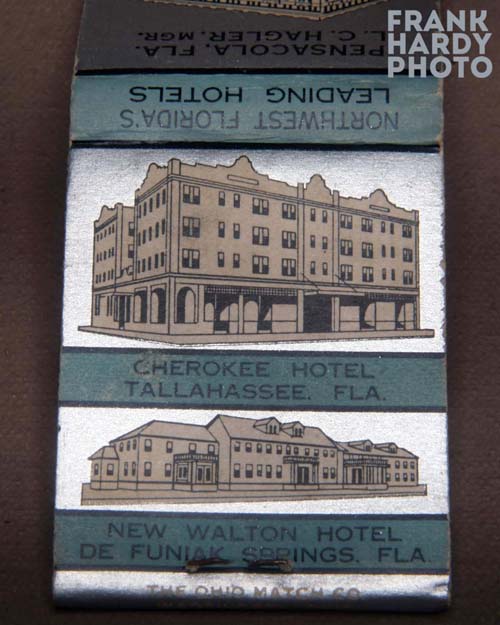 FRANK
HARDY
PHOTO
L. C. HAGLER, MGR.
PENSACOLA, FLA.
LEADING HOTELS
NORTHWEST FLORIDA'S
CHEROKEE HOTEL
TALLAHASSEE, FLA.
NEW WALTON HOTEL
DE FUNIAK SPRINGS, FLA.
THE OHIO MATCH CO.